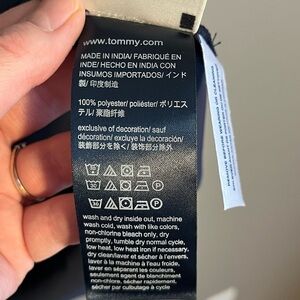 www.tommy.com
MADE IN INDIA/ FABRIQUÉ EN
INDE/ HECHO EN INDIA CON
INSUMOS IMPORTADOS/ インド
製/ 印度制造
100% polyester/ poliéster/ ポリエス
テル/ 聚酯纤维
exclusive of decoration/ sauf
décoration/ excluye la decoración/
装飾部分を除く/ 装饰部分除外
wash and dry inside out, machine
wash cold, wash with like colors,
non-chlorine bleach only, dry
promptly, tumble dry normal cycle,
low heat, low heat iron if necessary,
dry clean/laver et sécher à l'envers,
laver à la machine à l'eau froide,
laver en séparant les couleurs,
seulement agent de blanchiment
non-chloré, sécher rapidement,
sécher par culbutage à cycle